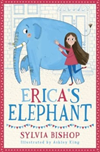 ERICA'S
ELEPHANT
SYLVIA
BISHOP
Illustrated by Ashley King